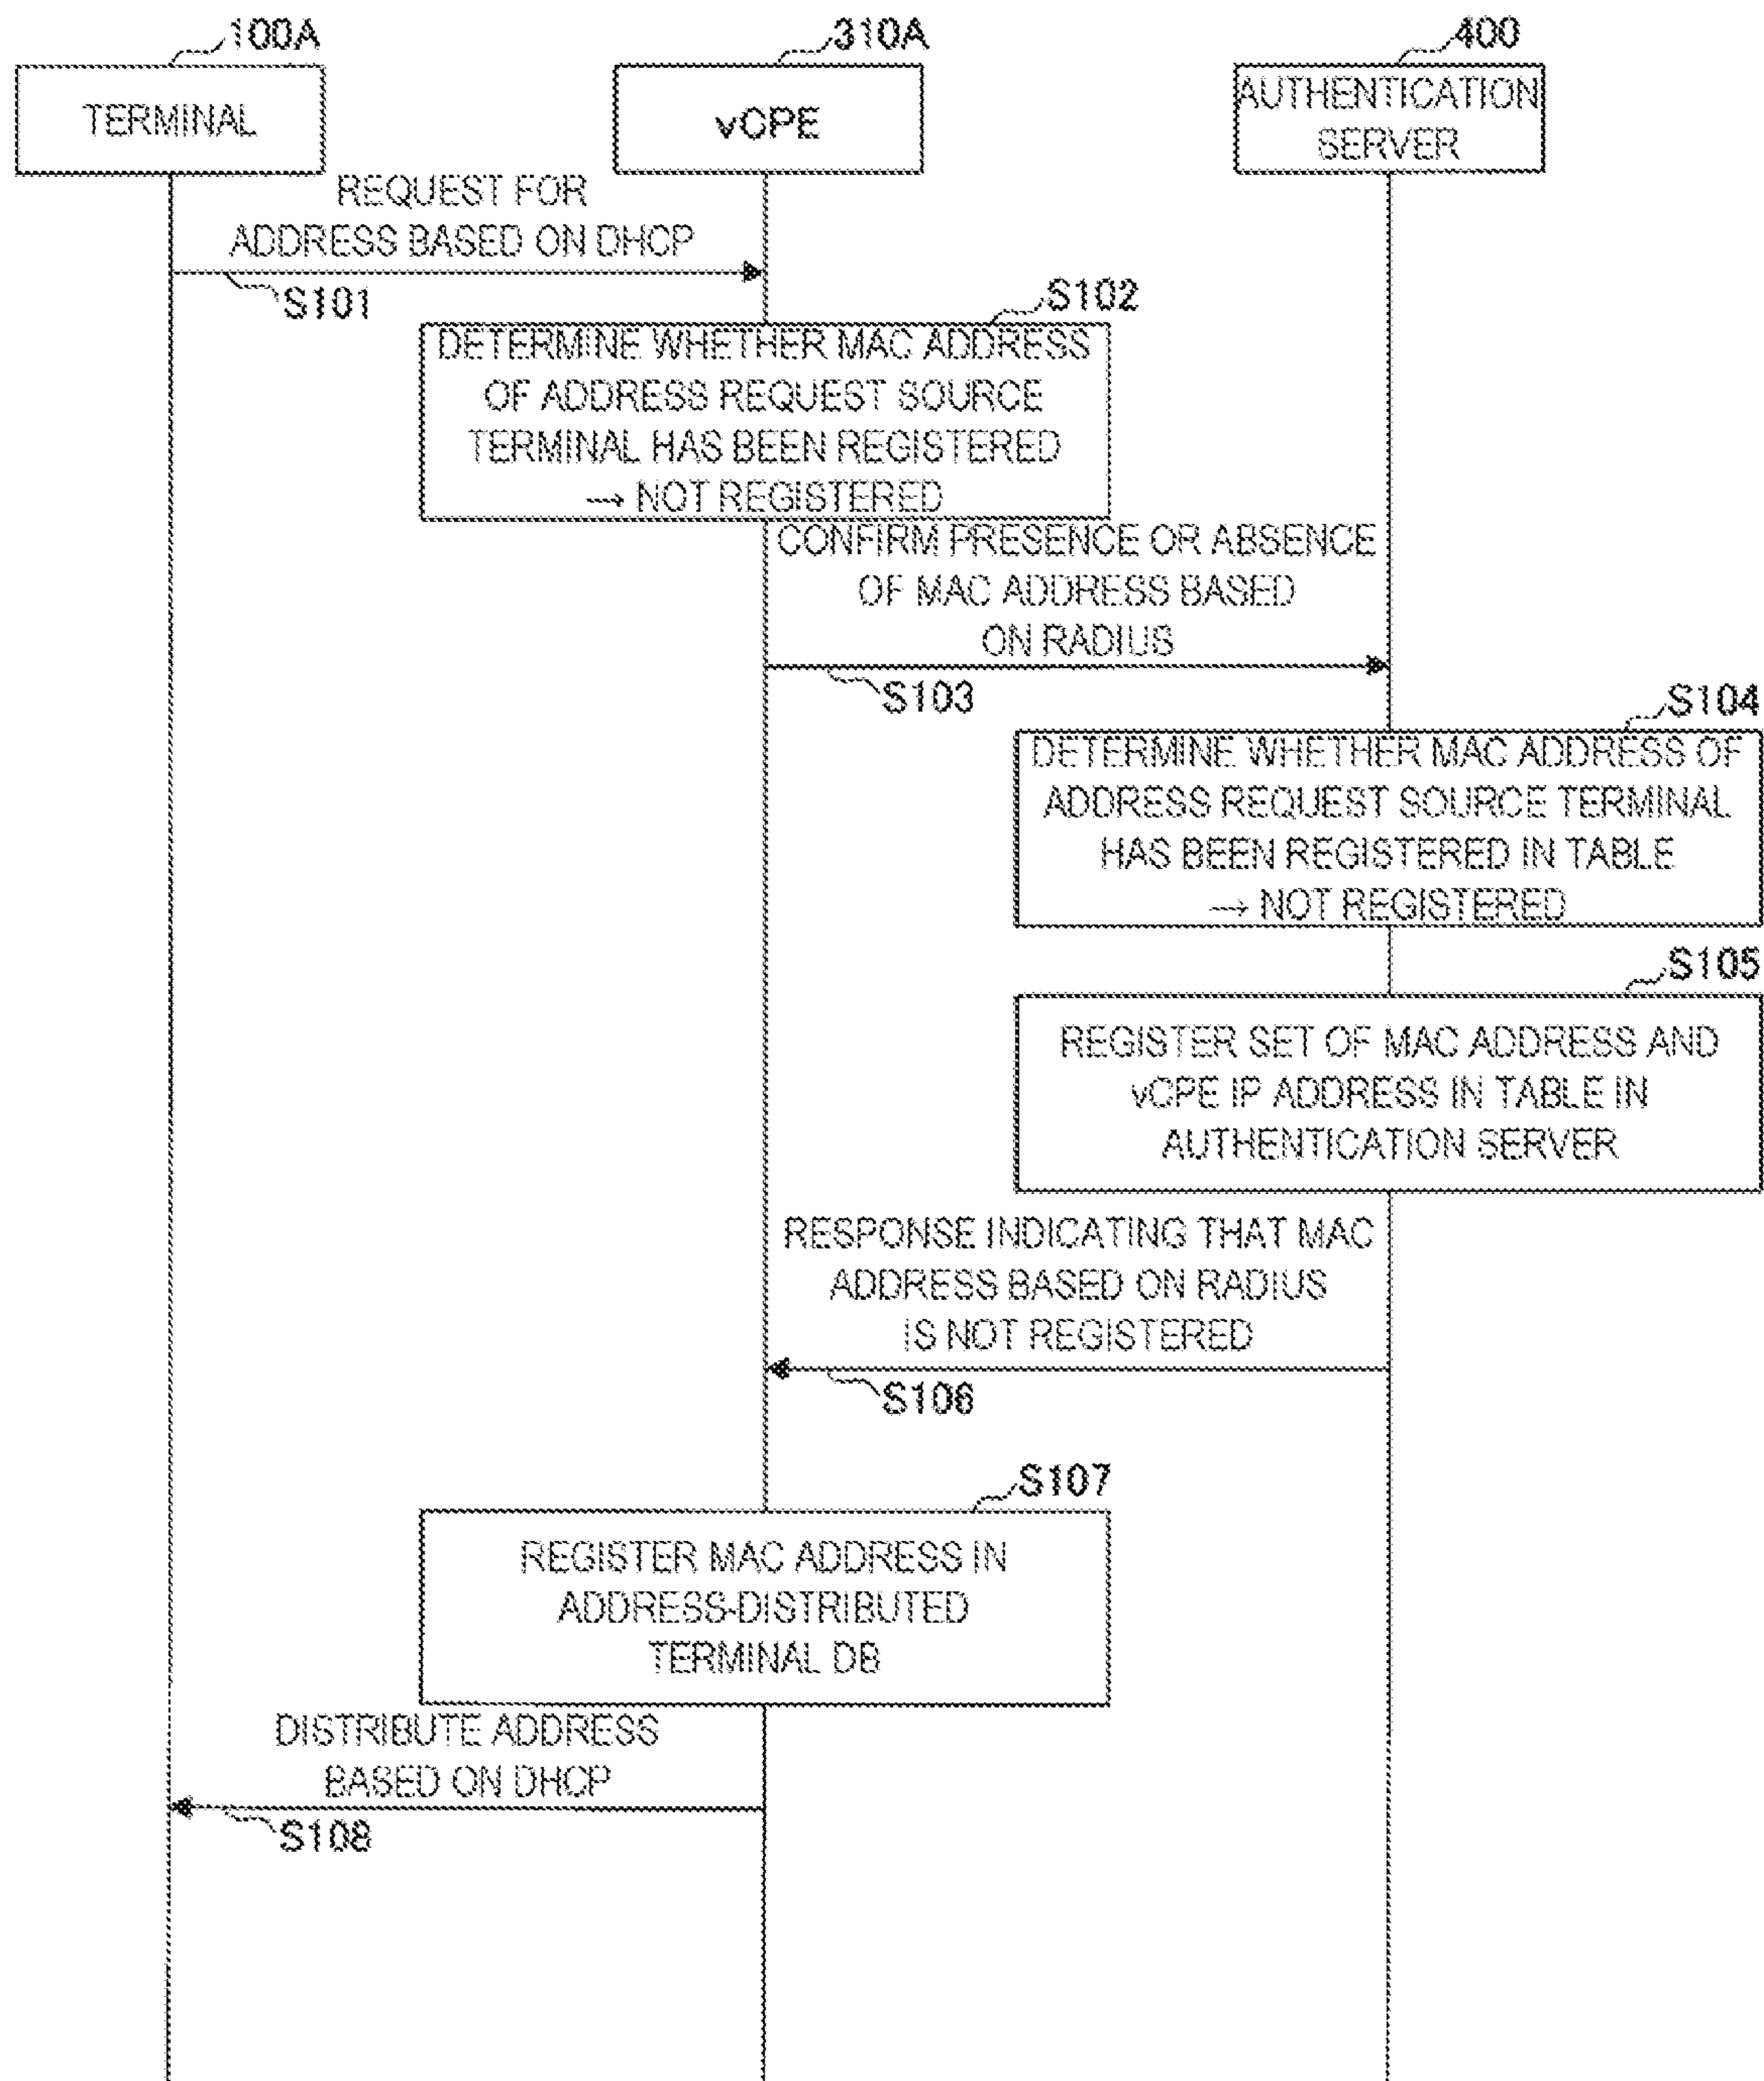 100A
310A
400
TERMINAL
vCPE
AUTHENTICATION
SERVER
REQUEST FOR
ADDRESS BASED ON DHCP
S101
S102
DETERMINE WHETHER MAC ADDRESS
OF ADDRESS REQUEST SOURCE
TERMINAL HAS BEEN REGISTERED
→ NOT REGISTERED
CONFIRM PRESENCE OR ABSENCE
OF MAC ADDRESS BASED
ON RADIUS
S103
S104
DETERMINE WHETHER MAC ADDRESS OF
ADDRESS REQUEST SOURCE TERMINAL
HAS BEEN REGISTERED IN TABLE
→ NOT REGISTERED
S105
REGISTER SET OF MAC ADDRESS AND
vCPE IP ADDRESS IN TABLE IN
AUTHENTICATION SERVER
RESPONSE INDICATING THAT MAC
ADDRESS BASED ON RADIUS
IS NOT REGISTERED
S106
S107
REGISTER MAC ADDRESS IN
ADDRESS-DISTRIBUTED
TERMINAL DB
DISTRIBUTE ADDRESS
BASED ON DHCP
S108